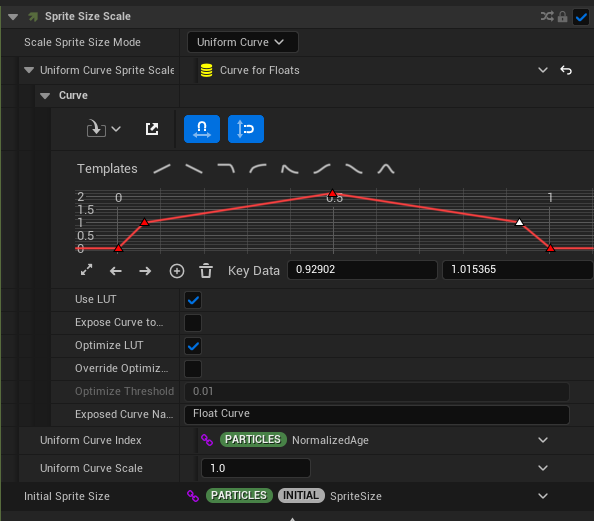 Sprite Size Scale
Scale Sprite Size Mode Uniform Curve
Uniform Curve Sprite Scale Curve for Floats
Curve
Templates
2 0 0.5 1
1.5
1
0.5
0
Key Data 0.92902 1.015365
Use LUT
Expose Curve to...
Optimize LUT
Override Optimiz...
Optimize Threshold 0.01
Exposed Curve Na... Float Curve
Uniform Curve Index PARTICLES NormalizedAge
Uniform Curve Scale 1.0
Initial Sprite Size PARTICLES INITIAL SpriteSize